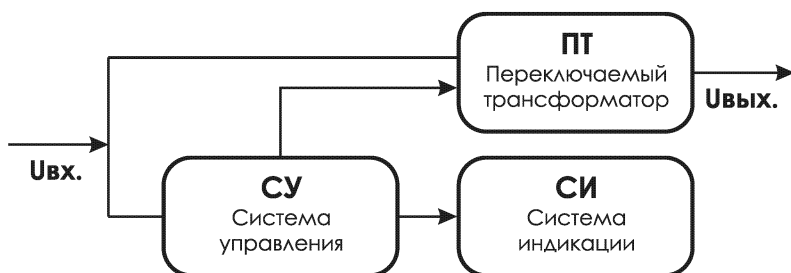 ПТ
Переключаемый
трансформатор
Uвых.
Uвх.
СУ
Система
управления
СИ
Система
индикации